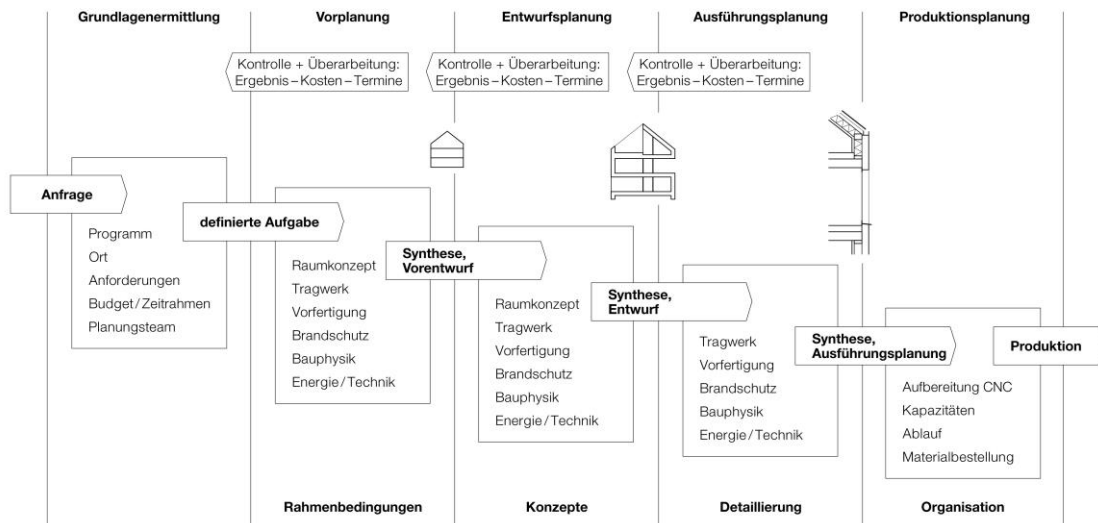 Grundlagenermittlung
Vorplanung
Entwurfsplanung
Ausführungsplanung
Produktionsplanung
Kontrolle + Überarbeitung:
Ergebnis – Kosten – Termine
Kontrolle + Überarbeitung:
Ergebnis – Kosten – Termine
Kontrolle + Überarbeitung:
Ergebnis – Kosten – Termine
Anfrage
Programm
Ort
Anforderungen
Budget / Zeitrahmen
Planungsteam
definierte Aufgabe
Raumkonzept
Tragwerk
Vorfertigung
Brandschutz
Bauphysik
Energie / Technik
Synthese,
Vorentwurf
Raumkonzept
Tragwerk
Vorfertigung
Brandschutz
Bauphysik
Energie / Technik
Synthese,
Entwurf
Tragwerk
Vorfertigung
Brandschutz
Bauphysik
Energie / Technik
Synthese,
Ausführungsplanung
Aufbereitung CNC
Kapazitäten
Ablauf
Materialbestellung
Produktion
Rahmenbedingungen
Konzepte
Detaillierung
Organisation